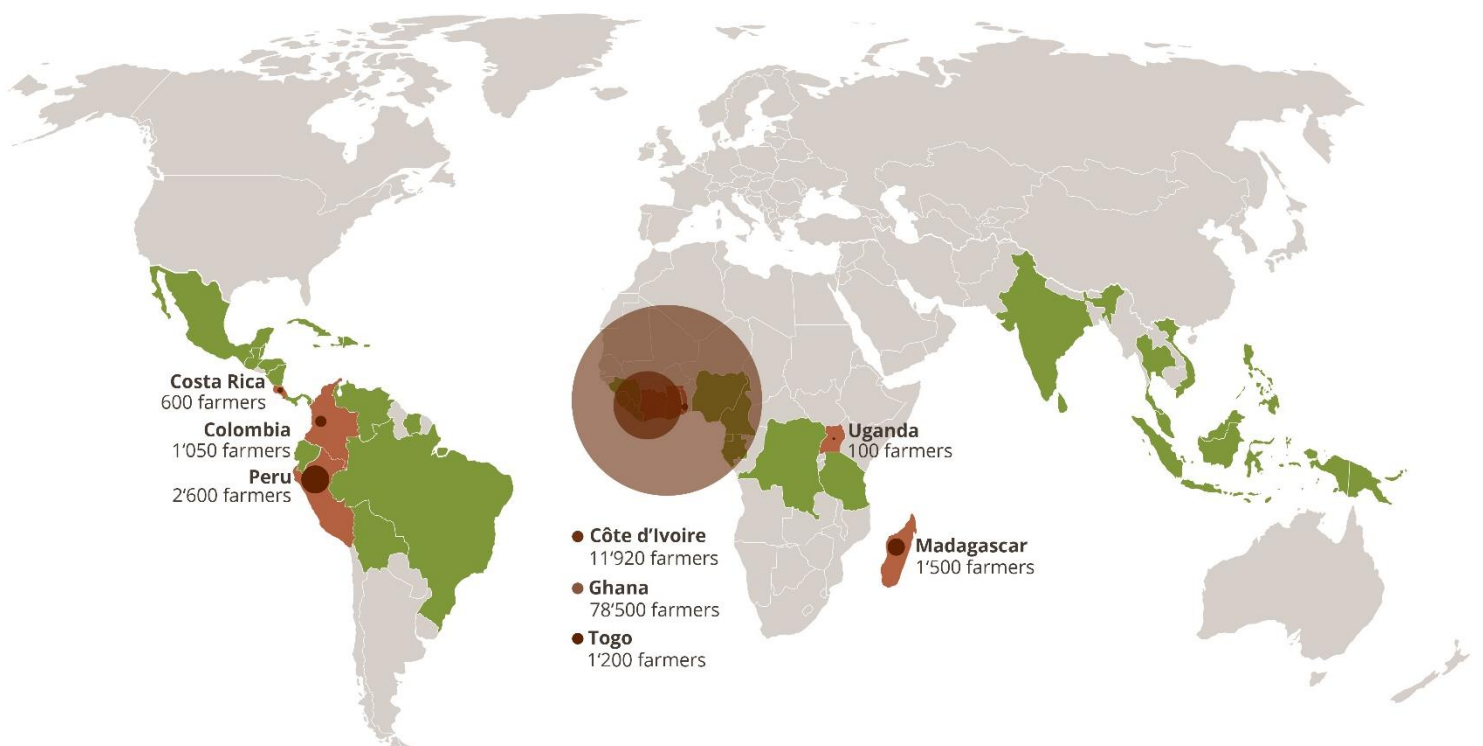 Costa Rica
600 farmers
Colombia
1‘050 farmers
Peru
2‘600 farmers
Uganda
100 farmers
Côte d’Ivoire
11‘920 farmers
Ghana
78‘500 farmers
Togo
1‘200 farmers
Madagascar
1‘500 farmers